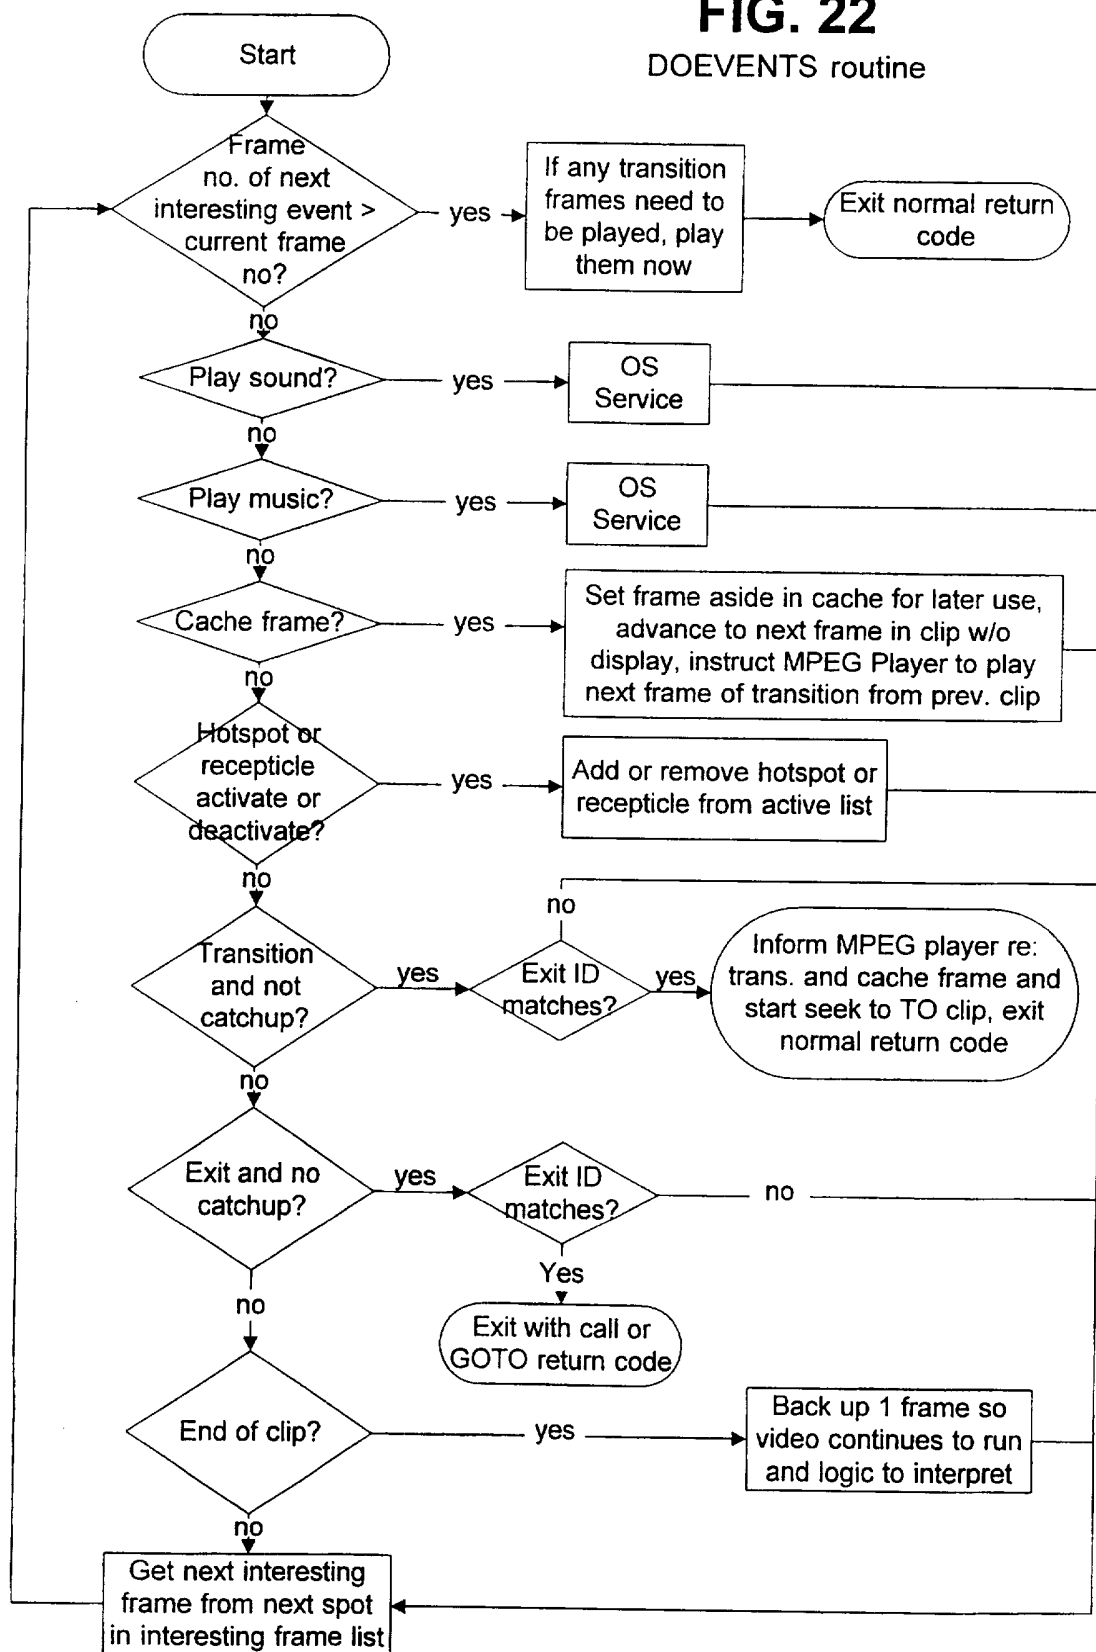 FIG. 22
DOEVENTS routine
Start
Frame
no. of next
interesting event >
current frame
no?
yes
If any transition
frames need to
be played, play
them now
Exit normal return
code
no
Play sound?
yes
OS
Service
no
Play music?
yes
OS
Service
no
Cache frame?
yes
Set frame aside in cache for later use,
advance to next frame in clip w/o
display, instruct MPEG Player to play
next frame of transition from prev. clip
no
Hotspot or
recepticle
activate or
deactivate?
yes
Add or remove hotspot or
recepticle from active list
no
Transition
and not
catchup?
yes
Exit ID
matches?
no
yes
Inform MPEG player re:
trans. and cache frame and
start seek to TO clip, exit
normal return code
no
Exit and no
catchup?
yes
Exit ID
matches?
no
Yes
Exit with call or
GOTO return code
no
End of clip?
yes
Back up 1 frame so
video continues to run
and logic to interpret
no
Get next interesting
frame from next spot
in interesting frame list